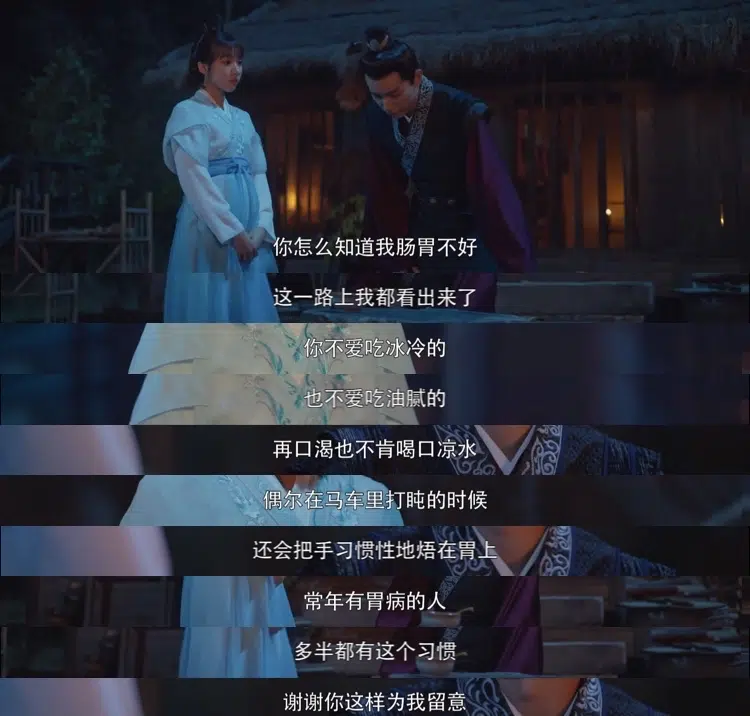 你怎么知道我肠胃不好
这一路上我都看出来了
你不爱吃冰冷的
也不爱吃油腻的
再口渴也不肯喝口凉水
偶尔在马车里打盹的时候
还会把手习惯性地焐在胃上
常年有胃病的人
多半都有这个习惯
谢谢你这样为我留意